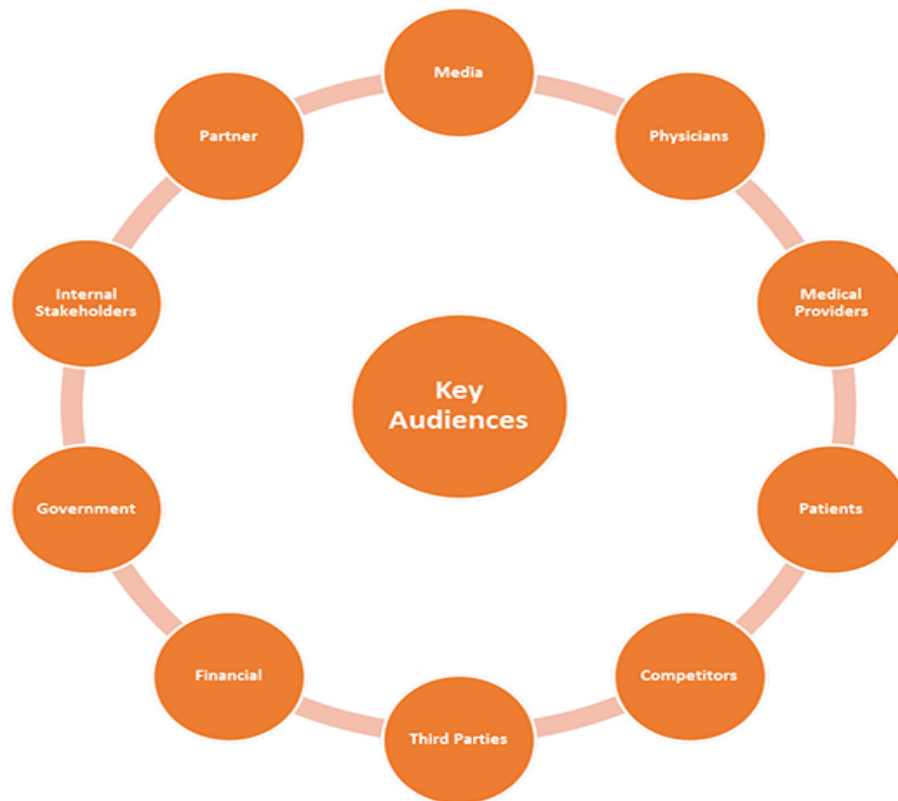 Media
Physicians
Medical
Providers
Patients
Competitors
Third Parties
Financial
Government
Internal
Stakeholders
Partner
Key
Audiences